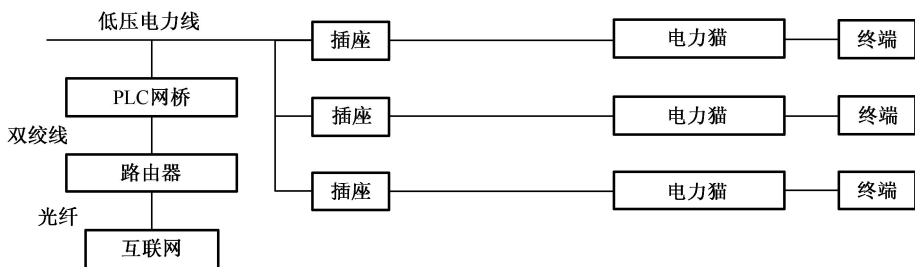 低压电力线
插座 电力猫 终端
PLC网桥
双绞线
插座 电力猫 终端
路由器
插座 电力猫 终端
光纤
互联网